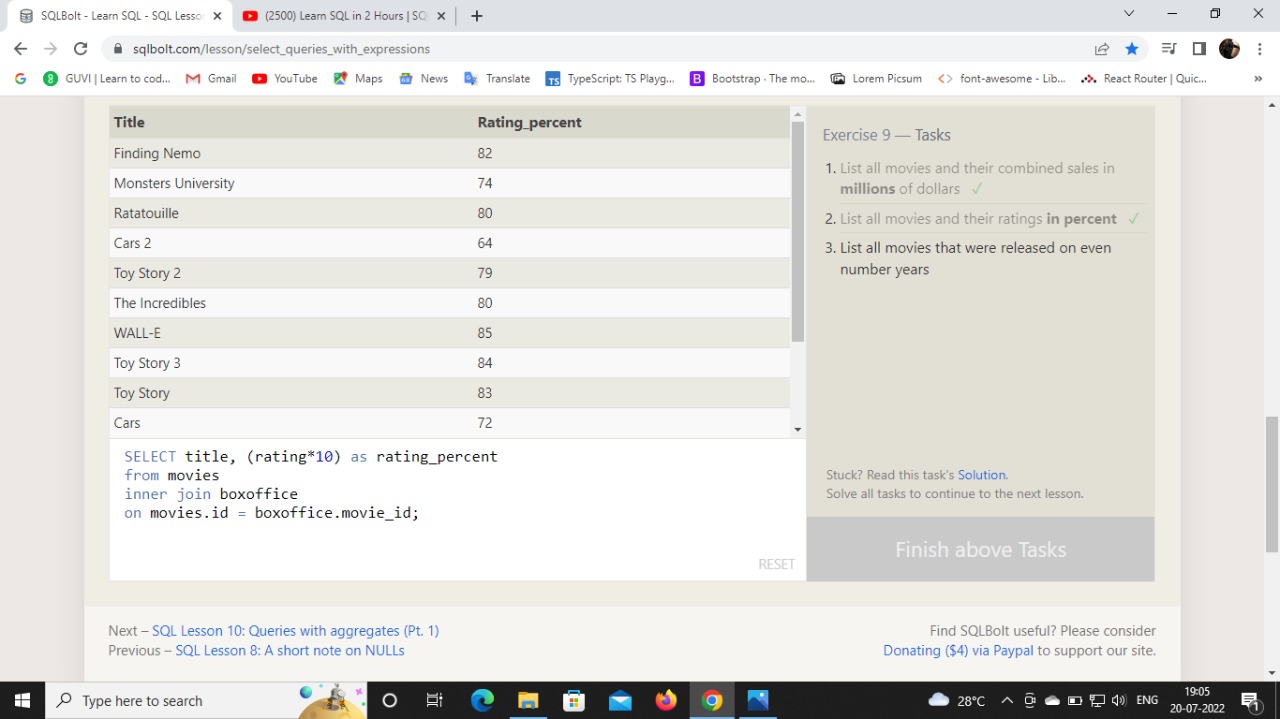 SQLBolt - Learn SQL - SQL Lesso
(2500) Learn SQL in 2 Hours | SQ
sqlbolt.com/lesson/select_queries_with_expressions
GUVI | Learn to cod...
Gmail
YouTube
Maps
News
Translate
TypeScript: TS Playg...
Bootstrap · The mo...
Lorem Picsum
font-awesome - Lib...
React Router | Quic...
Title Rating_percent
Finding Nemo 82
Monsters University 74
Ratatouille 80
Cars 2 64
Toy Story 2 79
The Incredibles 80
WALL-E 85
Toy Story 3 84
Toy Story 83
Cars 72
SELECT title, (rating*10) as rating_percent
from movies
inner join boxoffice
on movies.id = boxoffice.movie_id;
RESET
Exercise 9 — Tasks
1. List all movies and their combined sales in
millions of dollars ✓
2. List all movies and their ratings in percent ✓
3. List all movies that were released on even
number years
Stuck? Read this task's Solution.
Solve all tasks to continue to the next lesson.
Finish above Tasks
Next – SQL Lesson 10: Queries with aggregates (Pt. 1)
Previous – SQL Lesson 8: A short note on NULLs
Find SQLBolt useful? Please consider
Donating ($4) via Paypal to support our site.
Type here to search
28°C
ENG
19:05
20-07-2022
1